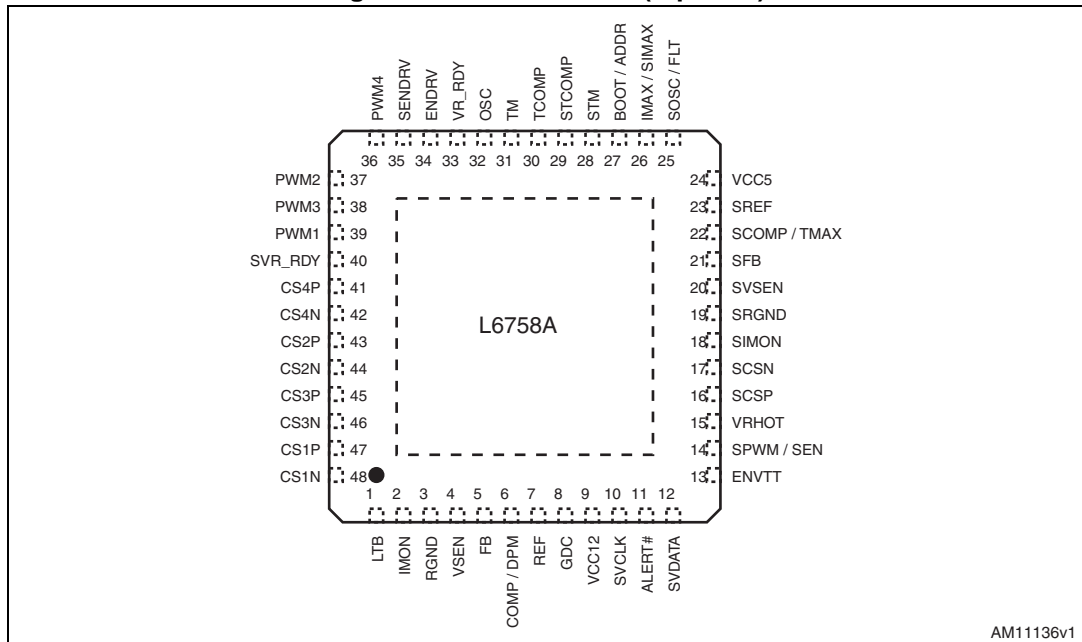 PWM4
SENDRV
ENDRV
VR_RDY
OSC
TM
TCOMP
STCOMP
STM
BOOT / ADDR
IMAX / SIMAX
SOSC / FLT
36 35 34 33 32 31 30 29 28 27 26 25
PWM2 37
PWM3 38
PWM1 39
SVR_RDY 40
CS4P 41
CS4N 42
CS2P 43
CS2N 44
CS3P 45
CS3N 46
CS1P 47
CS1N 48
L6758A
24 VCC5
23 SREF
22 SCOMP / TMAX
21 SFB
20 SVSEN
19 SRGND
18 SIMON
17 SCSN
16 SCSP
15 VRHOT
14 SPWM / SEN
13 ENVTT
1 2 3 4 5 6 7 8 9 10 11 12
LTB
IMON
RGND
VSEN
FB
COMP / DPM
REF
GDC
VCC12
SVCLK
ALERT#
SVDATA
AM11136v1